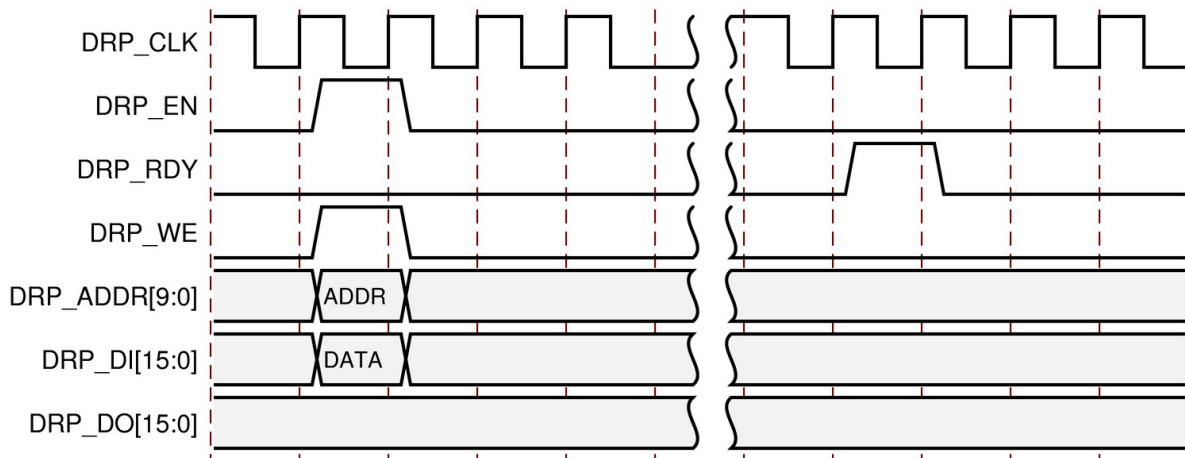 DRP_CLK
DRP_EN
DRP_RDY
DRP_WE
DRP_ADDR[9:0] ADDR
DRP_DI[15:0] DATA
DRP_DO[15:0]